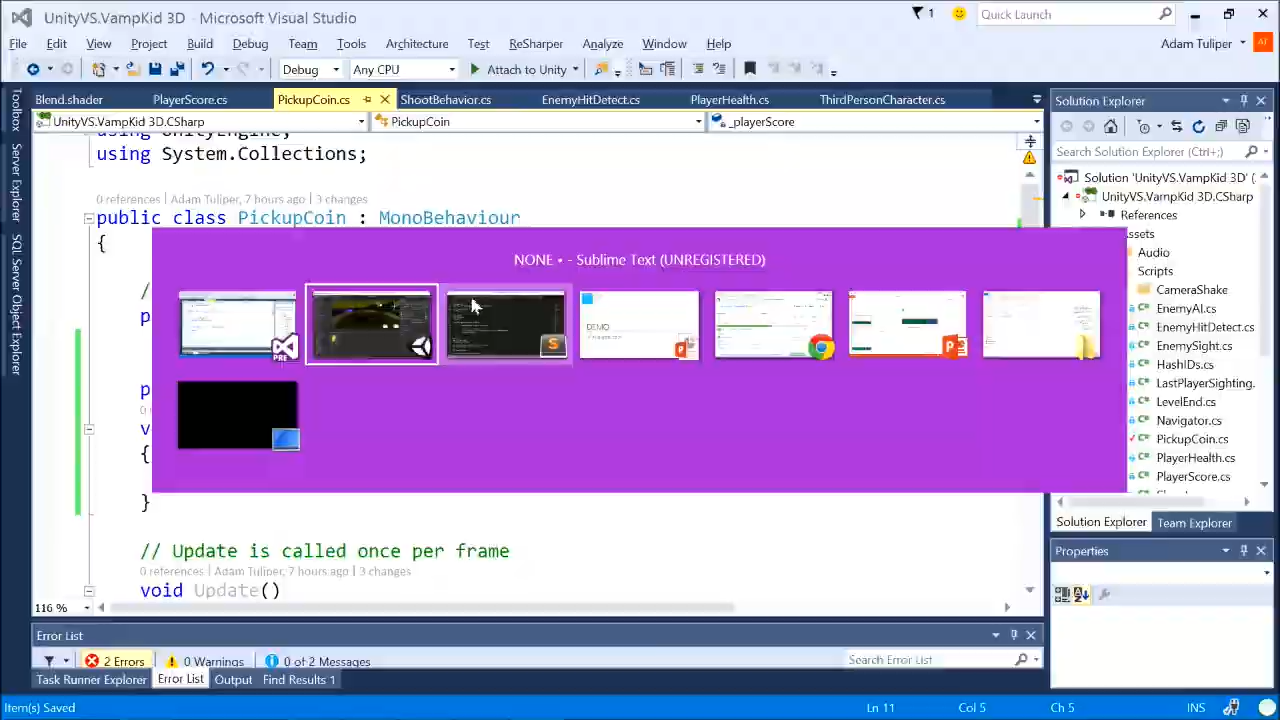 UnityVS.VampKid 3D - Microsoft Visual Studio
1
Quick Launch
File Edit View Project Build Debug Team Tools Architecture Test ReSharper Analyze Window Help
Adam Tuliper
AT
Debug
Any CPU
Attach to Unity
Blend.shader
PlayerScore.cs
PickupCoin.cs
ShootBehavior.cs
EnemyHitDetect.cs
PlayerHealth.cs
ThirdPersonCharacter.cs
UnityVS.VampKid 3D.CSharp
PickupCoin
_playerScore
using UnityEngine;
using System.Collections;
0 references | Adam Tuliper, 7 hours ago | 3 changes
public class PickupCoin : MonoBehaviour
{
NONE • - Sublime Text (UNREGISTERED)
PRE
S
DEMO
P
P
/
p
p
0
v
{
}
// Update is called once per frame
0 references | Adam Tuliper, 7 hours ago | 3 changes
void Update()
116 %
Toolbox
Server Explorer
SQL Server Object Explorer
Solution Explorer
Search Solution Explorer (Ctrl+;)
Solution 'UnityVS.VampKid 3D' (
UnityVS.VampKid 3D.CSharp
References
Assets
Audio
Scripts
CameraShake
EnemyAI.cs
EnemyHitDetect.cs
EnemySight.cs
HashIDs.cs
LastPlayerSighting.
LevelEnd.cs
Navigator.cs
PickupCoin.cs
PlayerHealth.cs
PlayerScore.cs
Solution Explorer
Team Explorer
Properties
Error List
2 Errors
0 Warnings
0 of 2 Messages
Search Error List
Task Runner Explorer
Error List
Output
Find Results 1
Item(s) Saved
Ln 11
Col 5
Ch 5
INS